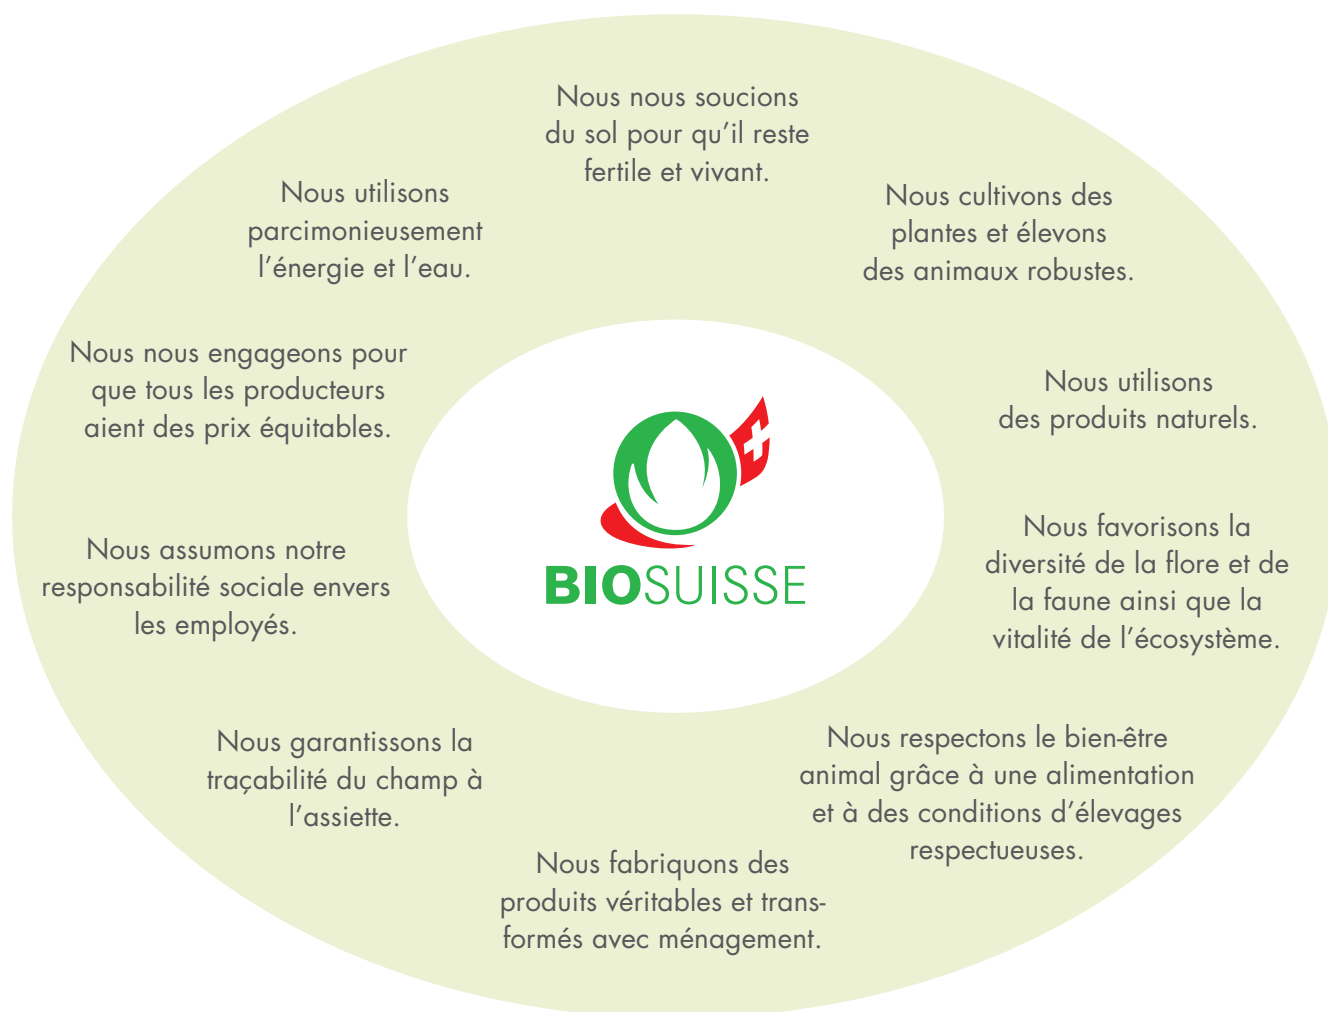 Nous nous soucions
du sol pour qu’il reste
fertile et vivant.
Nous cultivons des
plantes et élevons
des animaux robustes.
Nous utilisons
des produits naturels.
Nous favorisons la
diversité de la flore et de
la faune ainsi que la
vitalité de l’écosystème.
Nous respectons le bien-être
animal grâce à une alimentation
et à des conditions d’élevages
respectueuses.
Nous fabriquons des
produits véritables et trans-
formés avec ménagement.
Nous garantissons la
traçabilité du champ à
l’assiette.
Nous assumons notre
responsabilité sociale envers
les employés.
Nous nous engageons pour
que tous les producteurs
aient des prix équitables.
Nous utilisons
parcimonieusement
l’énergie et l’eau.
BIOSUISSE